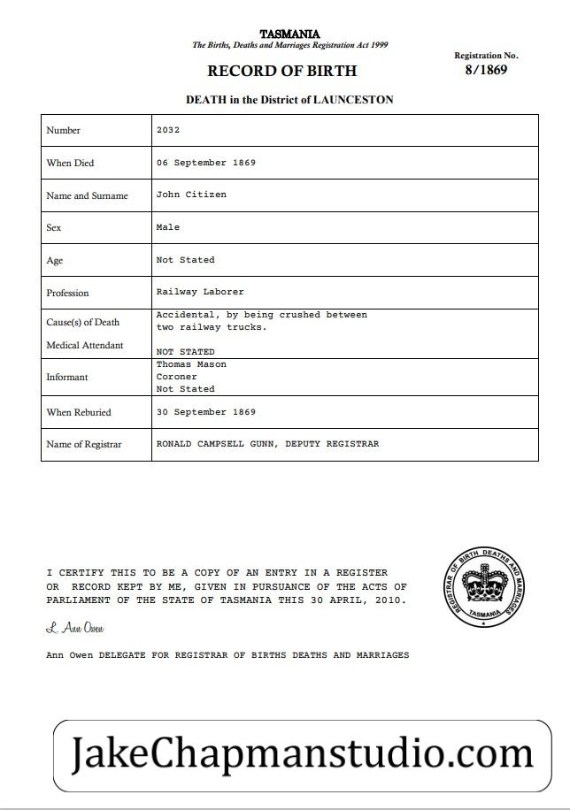 TASMANIA
The Births, Deaths and Marriages Registration Act 1999
Registration No.
RECORD OF BIRTH
8/1869
DEATH in the District of LAUNCESTON
Number 2032
When Died 06 September 1869
Name and Surname John Citizen
Sex Male
Age Not Stated
Profession Railway Laborer
Cause(s) of Death Accidental, by being crushed between
two railway trucks.
Medical Attendant NOT STATED
Informant Thomas Mason
Coroner
Not Stated
When Reburied 30 September 1869
Name of Registrar RONALD CAMPSELL GUNN, DEPUTY REGISTRAR
I CERTIFY THIS TO BE A COPY OF AN ENTRY IN A REGISTER
OR RECORD KEPT BY ME, GIVEN IN PURSUANCE OF THE ACTS OF
PARLIAMENT OF THE STATE OF TASMANIA THIS 30 APRIL, 2010.
REGISTRAR OF BIRTH DEATHS AND MARRIAGES
TASMANIA
L Ann Owen
Ann Owen DELEGATE FOR REGISTRAR OF BIRTHS DEATHS AND MARRIAGES
JakeChapmanstudio.com